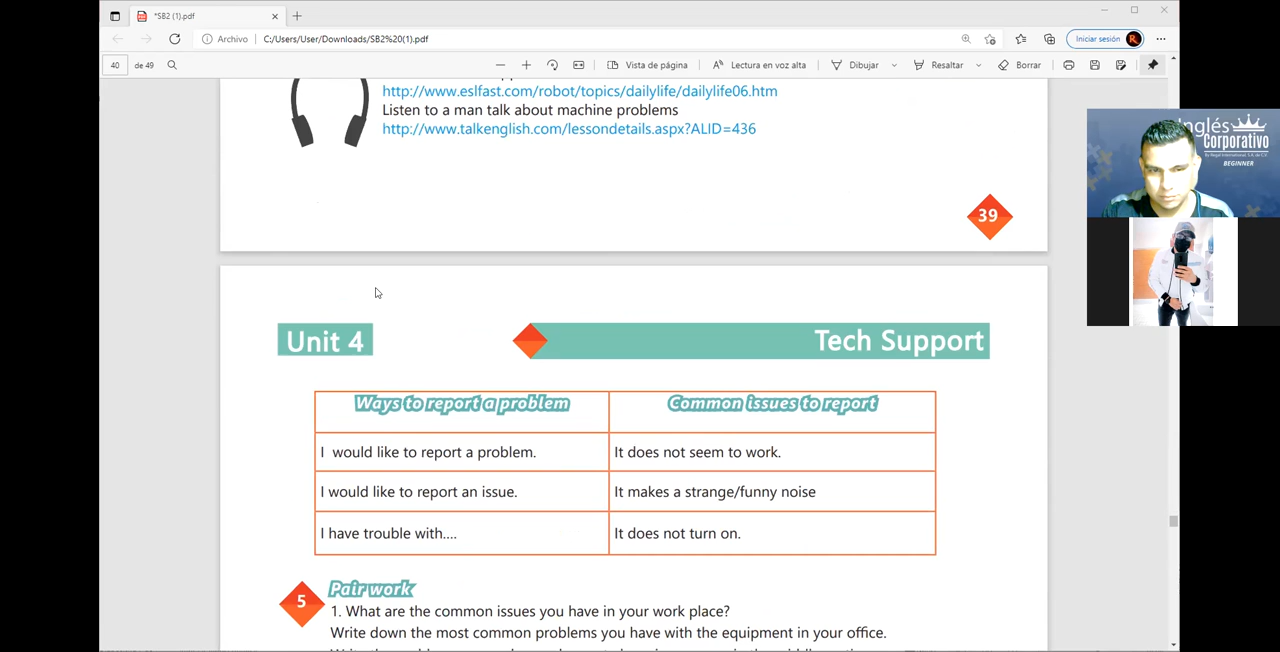 *SB2 (1).pdf
Archivo
C:/Users/User/Downloads/SB2%20(1).pdf
Iniciar sesión
R
40
de 49
Vista de página
Lectura en voz alta
Dibujar
Resaltar
Borrar
http://www.eslfast.com/robot/topics/dailylife/dailylife06.htm
Listen to a man talk about machine problems
http://www.talkenglish.com/lessondetails.aspx?ALID=436
39
Inglés
Corporativo
BEGINNER
Unit 4
Tech Support
Ways to report a problem
Common issues to report
I would like to report a problem.
It does not seem to work.
I would like to report an issue.
It makes a strange/funny noise
I have trouble with....
It does not turn on.
5
Pair work
1. What are the common issues you have in your work place?
Write down the most common problems you have with the equipment in your office.